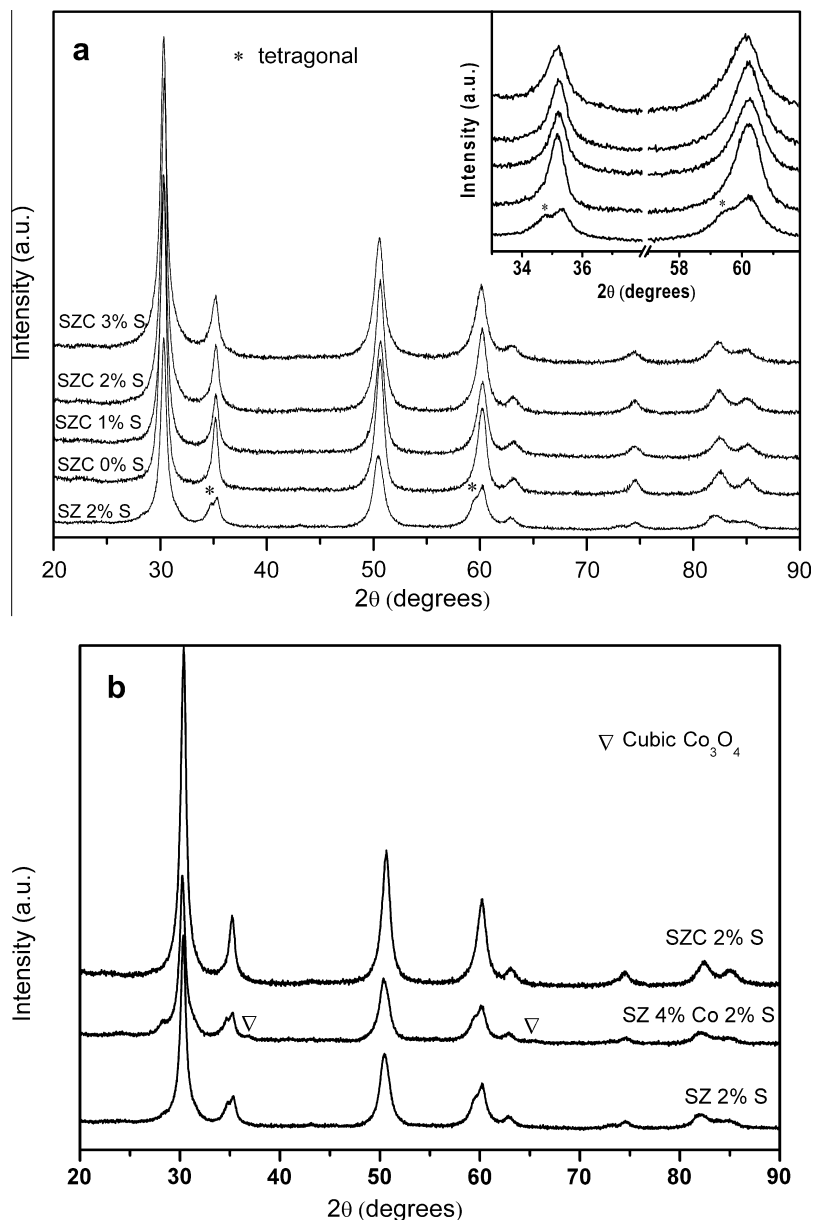 a
* tetragonal
Intensity (a.u.)
SZC 3% S
SZC 2% S
SZC 1% S
SZC 0% S
SZ 2% S
*
*
20 30 40 50 60 70 80 90
2θ (degrees)
Intensity (a.u.)
*
*
34 36 58 60
2θ (degrees)
b
∇ Cubic Co₃O₄
Intensity (a.u.)
SZC 2% S
∇
∇
SZ 4% Co 2% S
SZ 2% S
20 30 40 50 60 70 80 90
2θ (degrees)